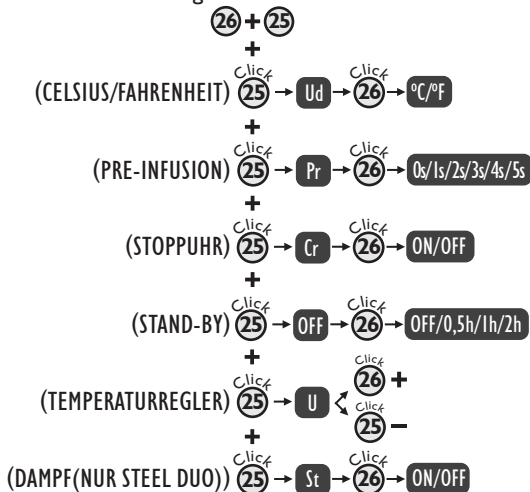 26 + 25
+
(CELSIUS/FAHRENHEIT) Click 25 → Ud → Click 26 → °C/°F
+
(PRE-INFUSION) Click 25 → Pr → Click 26 → 0s/1s/2s/3s/4s/5s
+
(STOPPUHR) Click 25 → Cr → Click 26 → ON/OFF
+
(STAND-BY) Click 25 → OFF → Click 26 → OFF/0,5h/1h/2h
+
Click 26 +
(TEMPERATURREGLER) Click 25 → U
Click 25 −
+
(DAMPF(NUR STEEL DUO)) Click 25 → St → Click 26 → ON/OFF